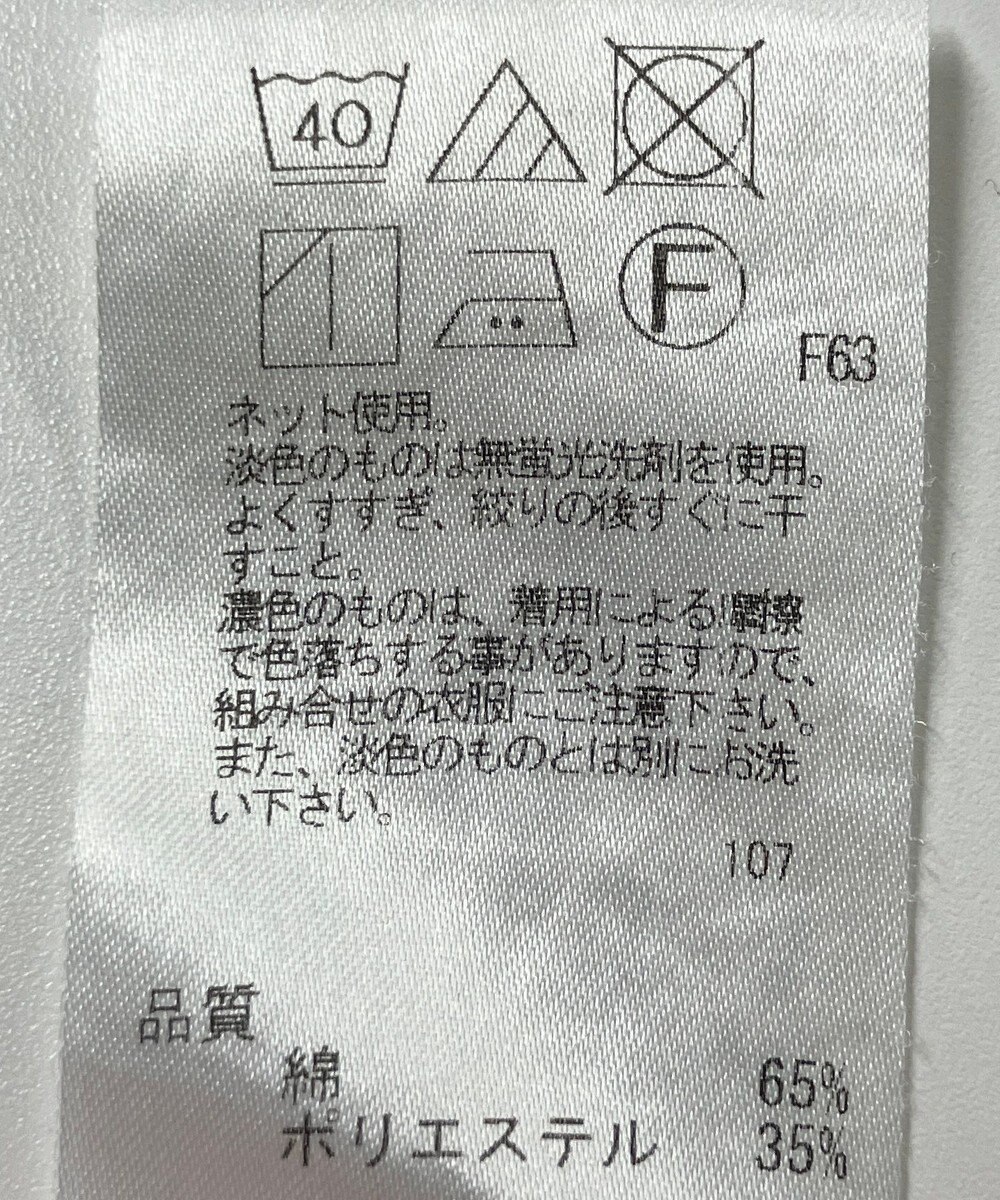 40
F
F63
ネット使用。
淡色のものは無蛍光洗剤を使用。
よくすすぎ、絞りの後すぐに干
すこと。
濃色のものは、着用による摩擦
で色落ちする事がありますので、
組み合せの衣服にご注意下さい。
また、淡色のものとは別にお洗
い下さい。
107
品質
綿 65%
ポリエステル 35%